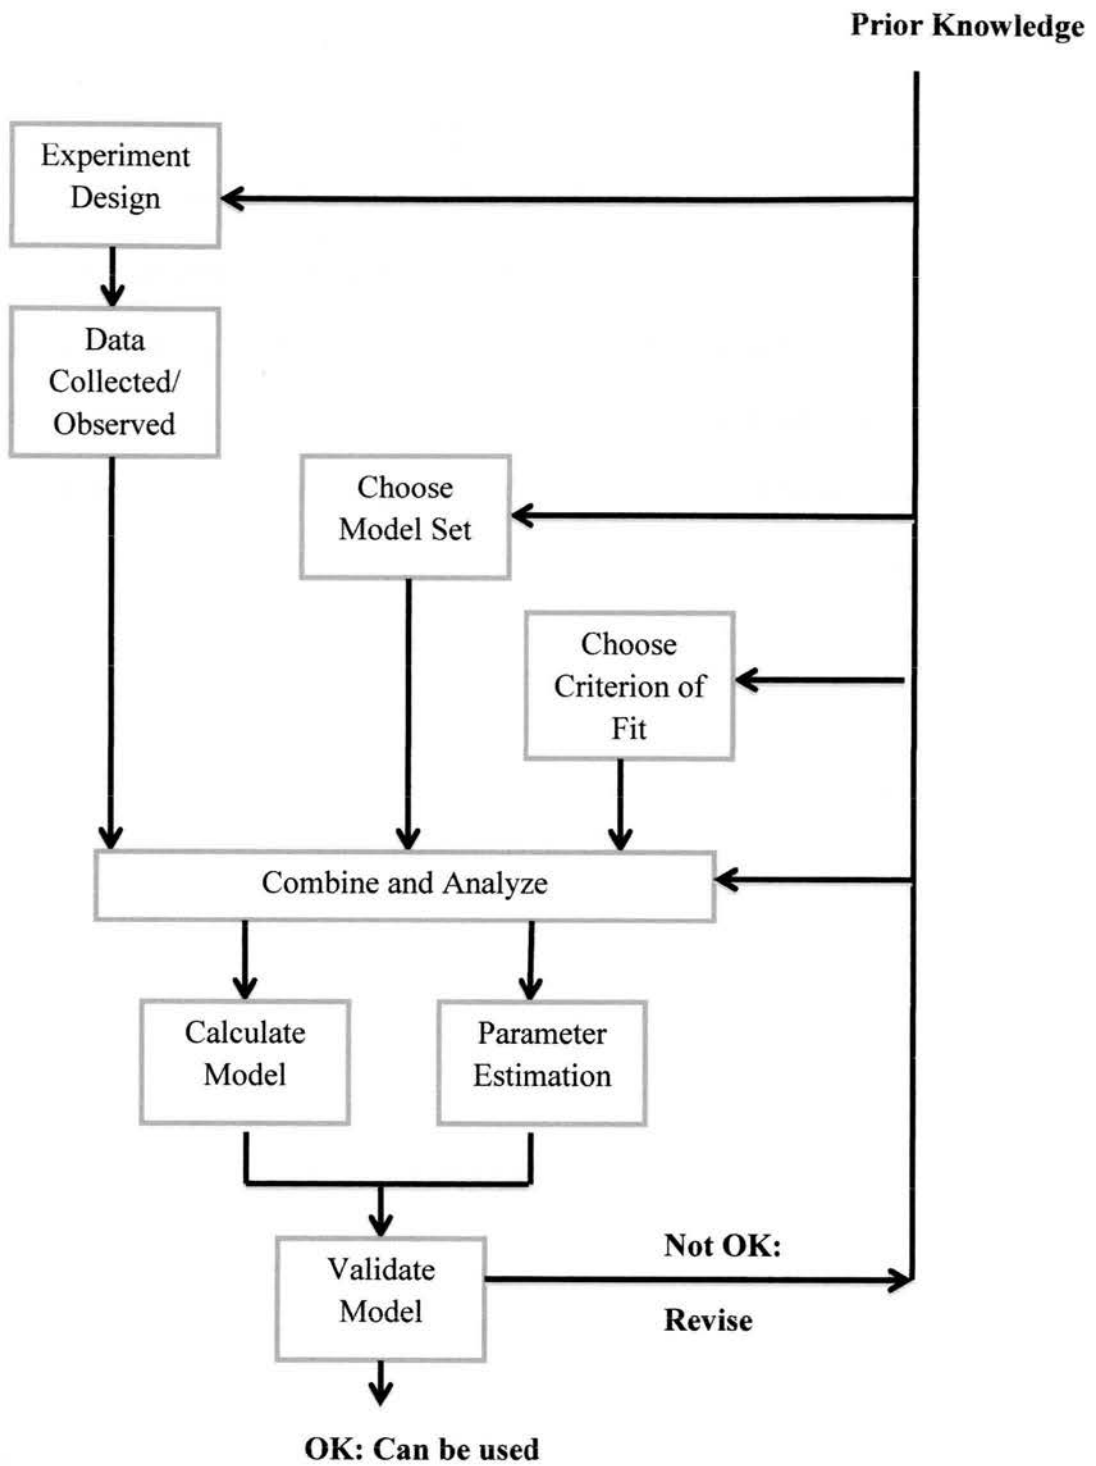 Prior Knowledge
Experiment
Design
Data
Collected/
Observed
Choose
Model Set
Choose
Criterion of
Fit
Combine and Analyze
Calculate
Model
Parameter
Estimation
Validate
Model
Not OK:
Revise
OK: Can be used